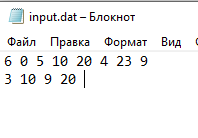 input.dat – Блокнот
Файл Правка Формат Вид
6 0 5 10 20 4 23 9
3 10 9 20